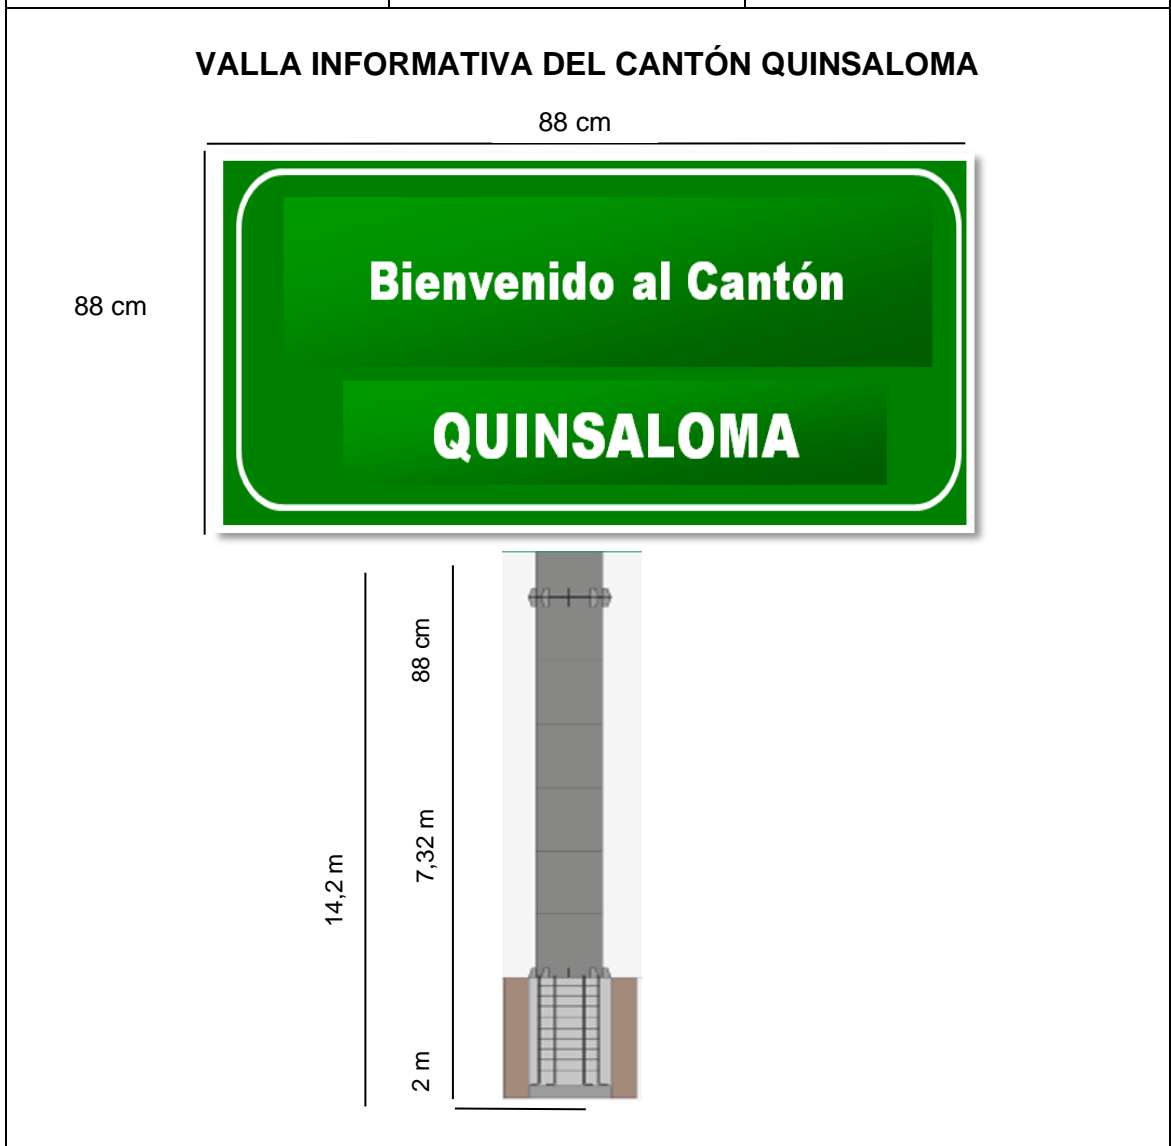 VALLA INFORMATIVA DEL CANTÓN QUINSALOMA
88 cm
88 cm
Bienvenido al Cantón
QUINSALOMA
88 cm
7,32 m
14,2 m
2 m